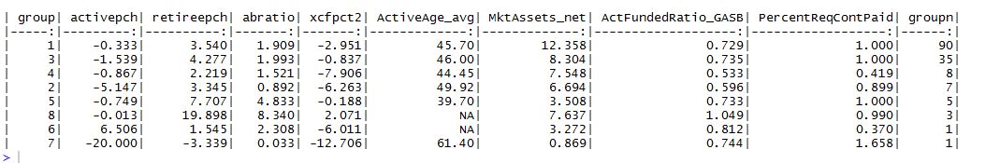 | group| activepch| retireepch| abratio| xcfpct2| ActiveAge_avg| MktAssets_net| ActFundedRatio_GASB| PercentReqContPaid| groupn|
|------:|----------:|-----------:|--------:|--------:|--------------:|--------------:|--------------------:|-------------------:|-------:|
| 1| -0.333| 3.540| 1.909| -2.951| 45.70| 12.358| 0.729| 1.000| 90|
| 3| -1.539| 4.277| 1.993| -0.837| 46.00| 8.304| 0.735| 1.000| 35|
| 4| -0.867| 2.219| 1.521| -7.906| 44.45| 7.548| 0.533| 0.419| 8|
| 2| -5.147| 3.345| 0.892| -6.263| 49.92| 6.694| 0.596| 0.899| 7|
| 5| -0.749| 7.707| 4.833| -0.188| 39.70| 3.508| 0.733| 1.000| 5|
| 8| -0.013| 19.898| 8.340| 2.071| NA| 7.637| 1.049| 0.990| 3|
| 6| 6.506| 1.545| 2.308| -6.011| NA| 3.272| 0.812| 0.370| 1|
| 7| -20.000| -3.339| 0.033| -12.706| 61.40| 0.869| 0.744| 1.658| 1|
>